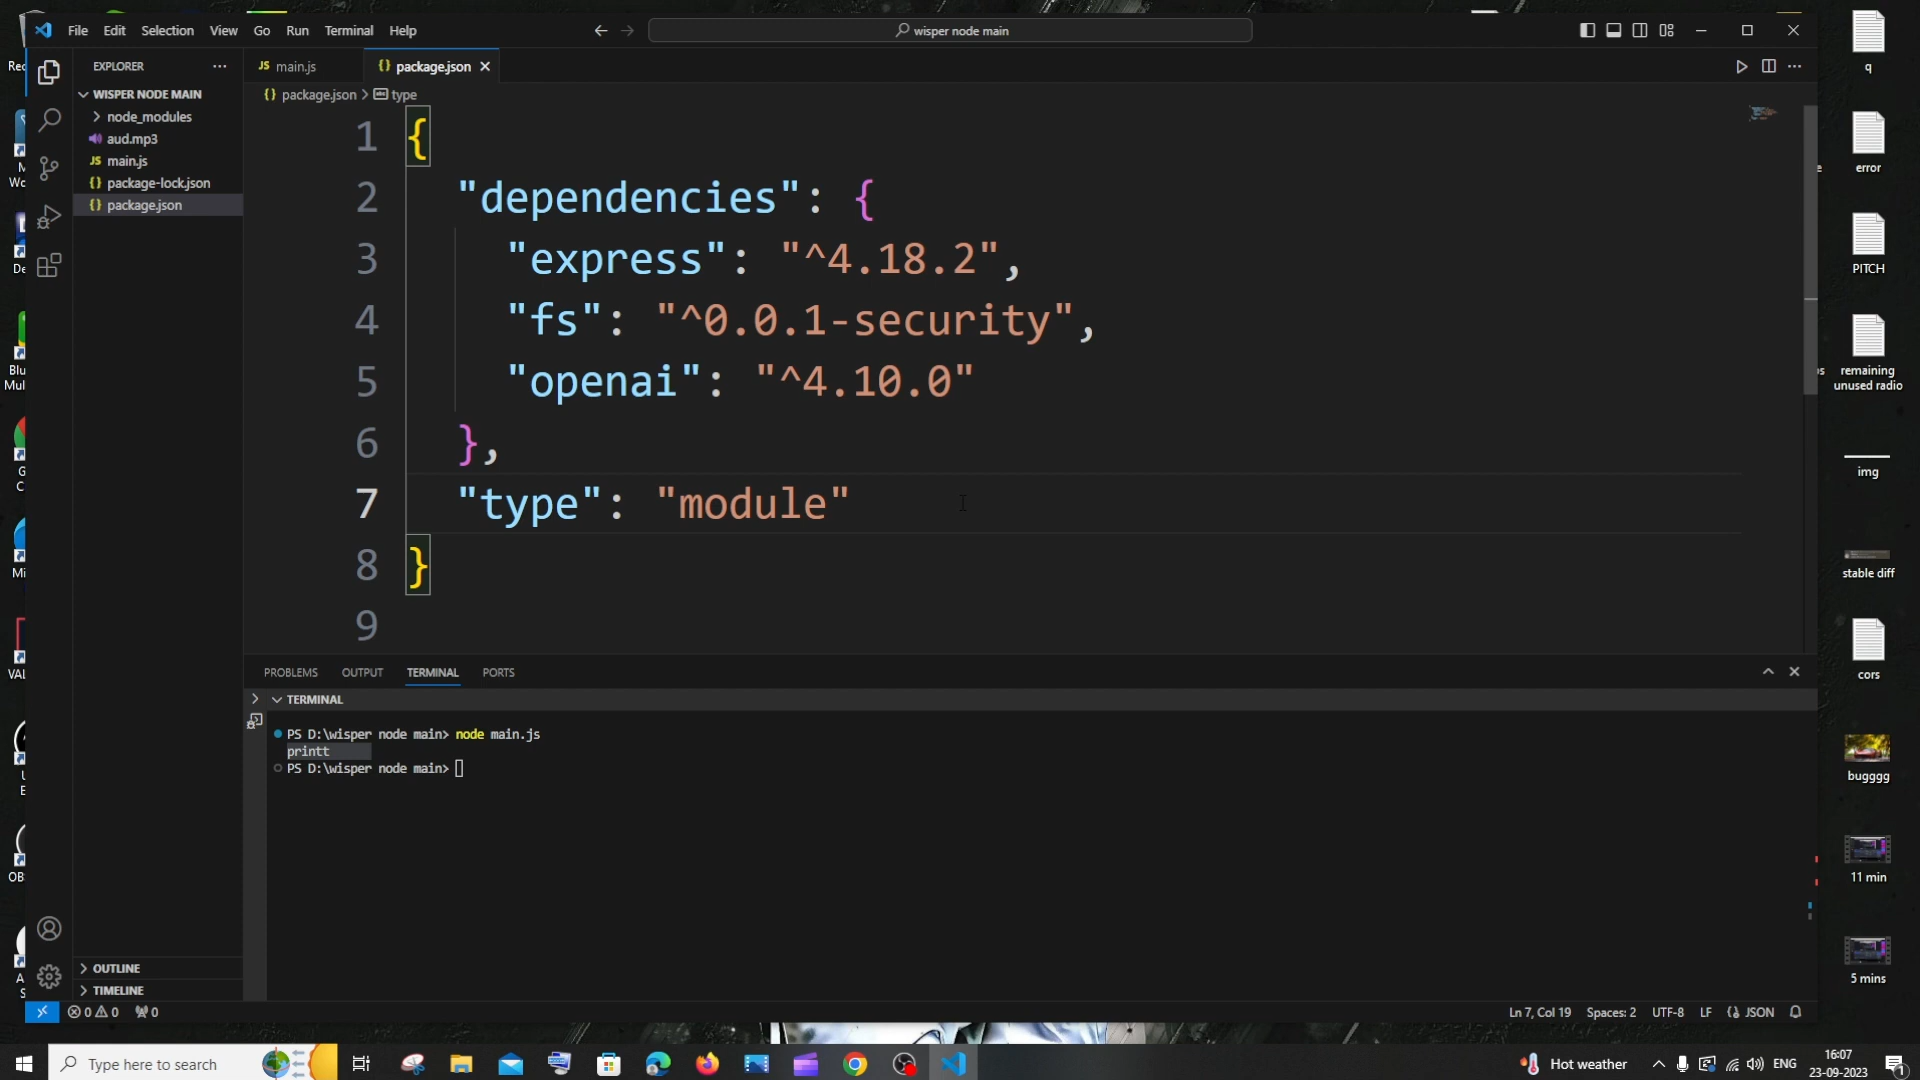 File Edit Selection View Go Run Terminal Help
wisper node main
EXPLORER
WISPER NODE MAIN
node_modules
aud.mp3
JS main.js
{} package-lock.json
{} package.json
OUTLINE
TIMELINE
JS main.js
{} package.json
{} package.json > type
1 {
2 "dependencies": {
3 "express": "^4.18.2",
4 "fs": "^0.0.1-security",
5 "openai": "^4.10.0"
6 },
7 "type": "module"
8 }
9
PROBLEMS OUTPUT TERMINAL PORTS
TERMINAL
PS D:\wisper node main> node main.js
printt
PS D:\wisper node main>
0 0 0
Ln 7, Col 19 Spaces: 2 UTF-8 LF {} JSON
q
error
PITCH
remaining
unused radio
img
stable diff
cors
bugggg
11 min
5 mins
Type here to search
Hot weather
ENG
16:07
23-09-2023